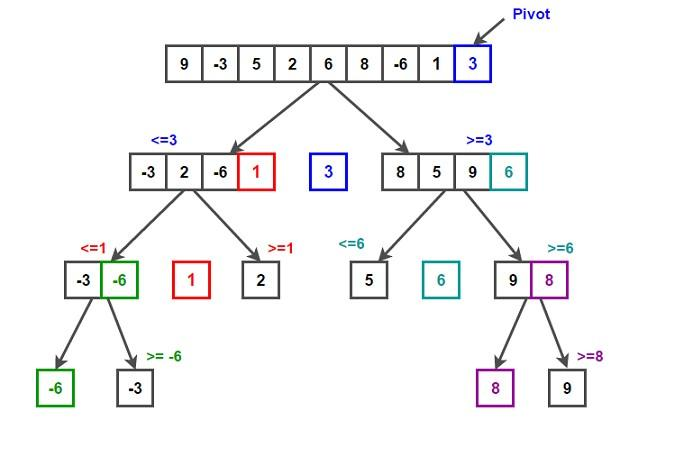 Pivot
9 -3 5 2 6 8 -6 1 3
<=3 >=3
-3 2 -6 1 3 8 5 9 6
<=1 >=1 <=6 >=6
-3 -6 1 2 5 6 9 8
>= -6 >=8
-6 -3 8 9